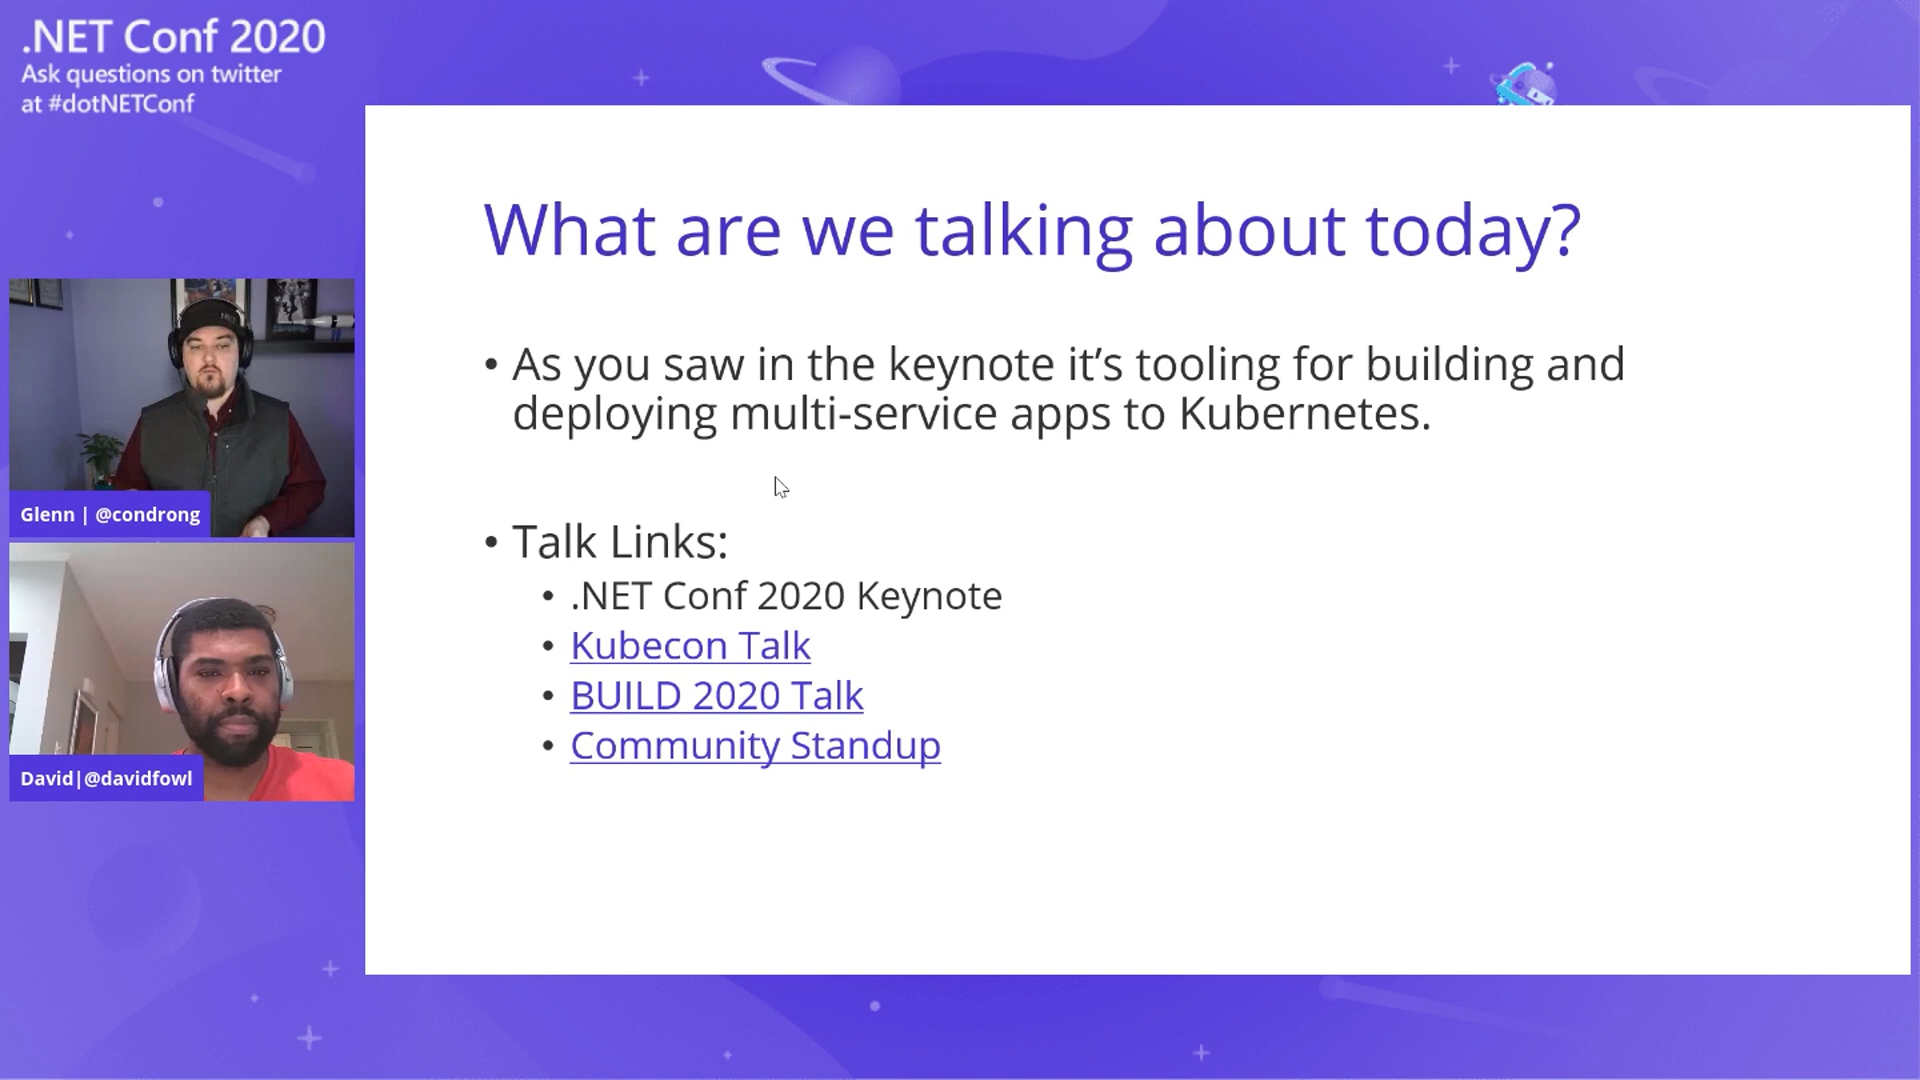 .NET Conf 2020
Ask questions on twitter
at #dotNETConf
What are we talking about today?
• As you saw in the keynote it’s tooling for building and
deploying multi-service apps to Kubernetes.
• Talk Links:
• .NET Conf 2020 Keynote
• Kubecon Talk
• BUILD 2020 Talk
• Community Standup
.NET
Glenn | @condrong
David|@davidfowl